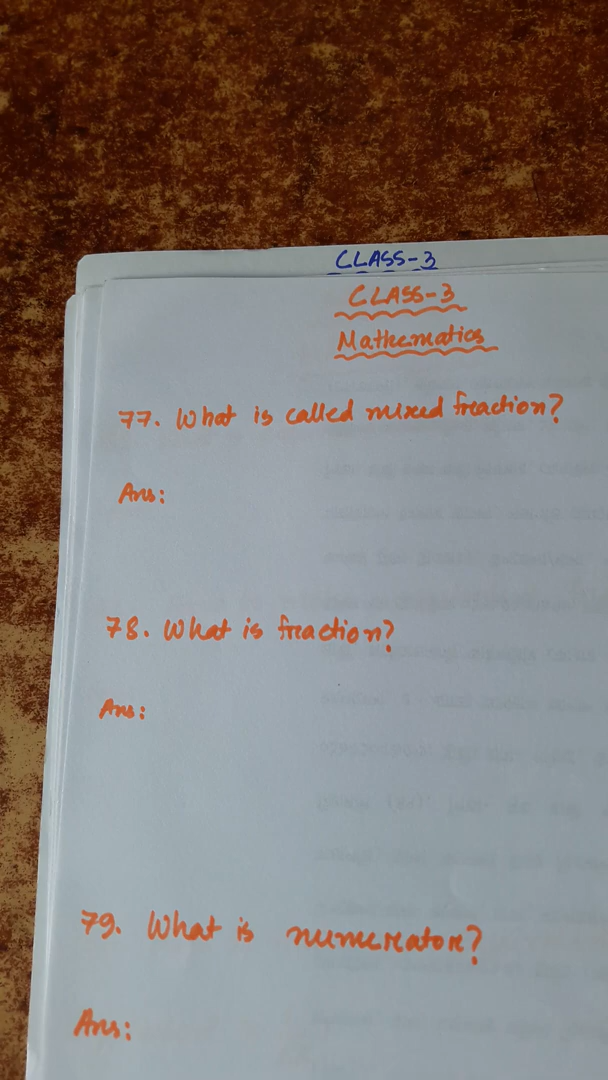 CLASS-3
CLASS-3
Mathematics
77. What is called mixed fraction?
Ans:
78. What is fraction?
Ans:
79. What is numerator?
Ans: